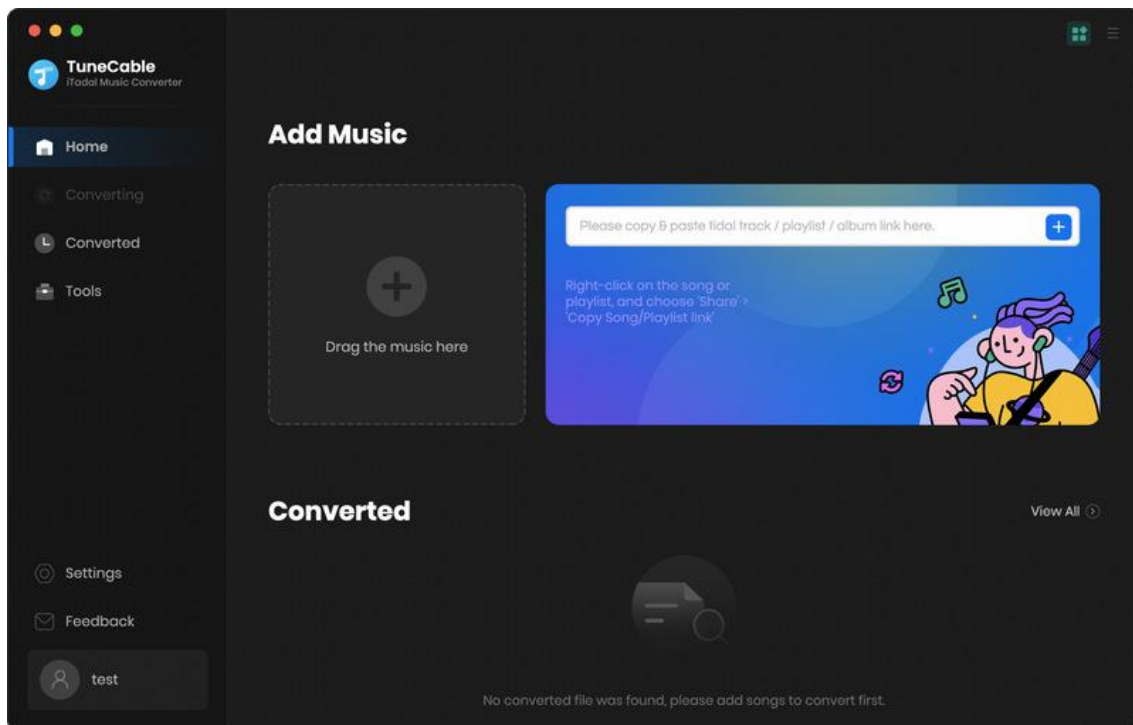 TuneCable
iTadal Music Converter
Home
Converting
Converted
Tools
Settings
Feedback
test
Add Music
Drag the music here
Please copy & paste tidal track / playlist / album link here.
Right-click on the song or
playlist, and choose 'Share' >
'Copy Song/Playlist link'
Converted
View All
No converted file was found, please add songs to convert first.